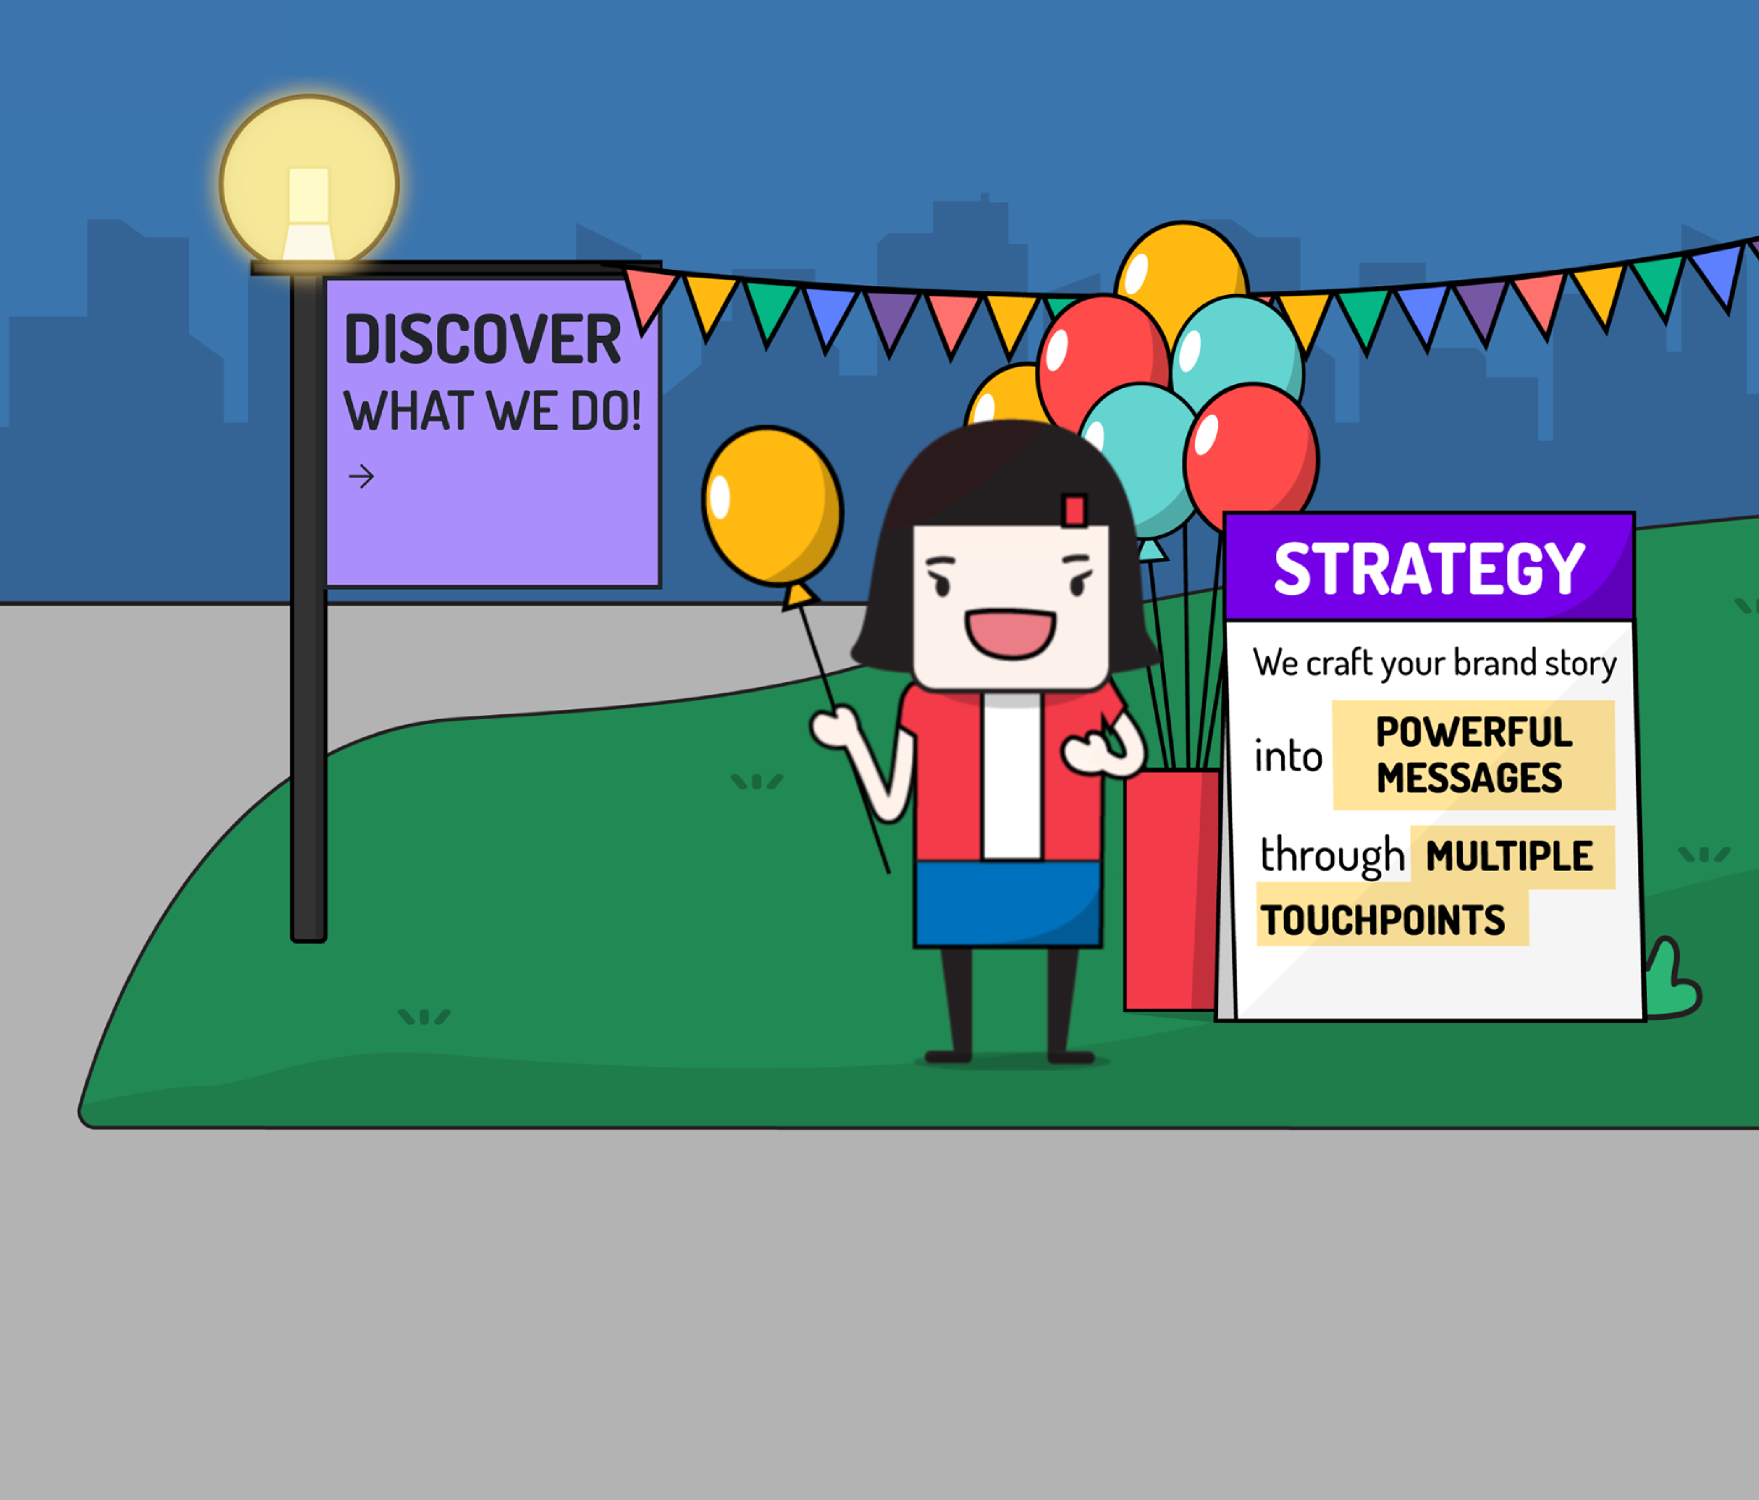 DISCOVER
WHAT WE DO!
→
STRATEGY
We craft your brand story
into POWERFUL
MESSAGES
through MULTIPLE
TOUCHPOINTS